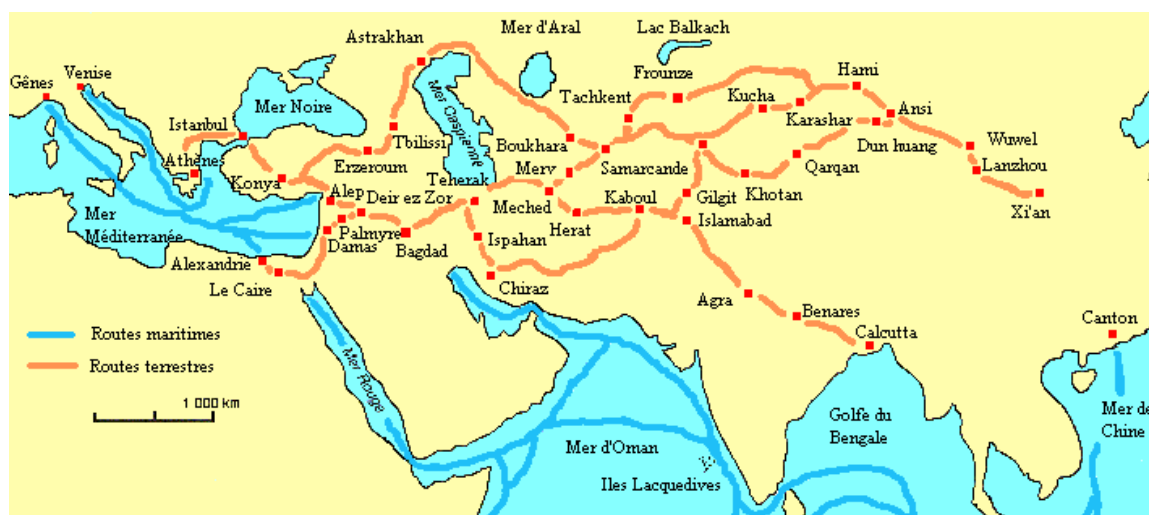 Mer d'Aral
Lac Balkach
Astrakhan
Gênes
Venise
Frounze
Hami
Mer Noire
Mer Caspienne
Tachkent
Kucha
Ansi
Istanbul
Karashar
Tbilissi
Boukhara
Dun huang
Wuwel
Athènes
Erzeroum
Merv
Samarcande
Lanzhou
Konya
Teherak
Qarqan
Alep
Deir ez Zor
Meched
Kaboul
Gilgit
Khotan
Xi'an
Mer
Méditerranée
Palmyre
Herat
Islamabad
Damas
Bagdad
Ispahan
Alexandrie
Le Caire
Chiraz
Agra
Benares
Canton
Routes maritimes
Calcutta
Routes terrestres
Mer Rouge
1 000 km
Golfe du
Bengale
Mer de
Chine
Mer d'Oman
Iles Lacquedives